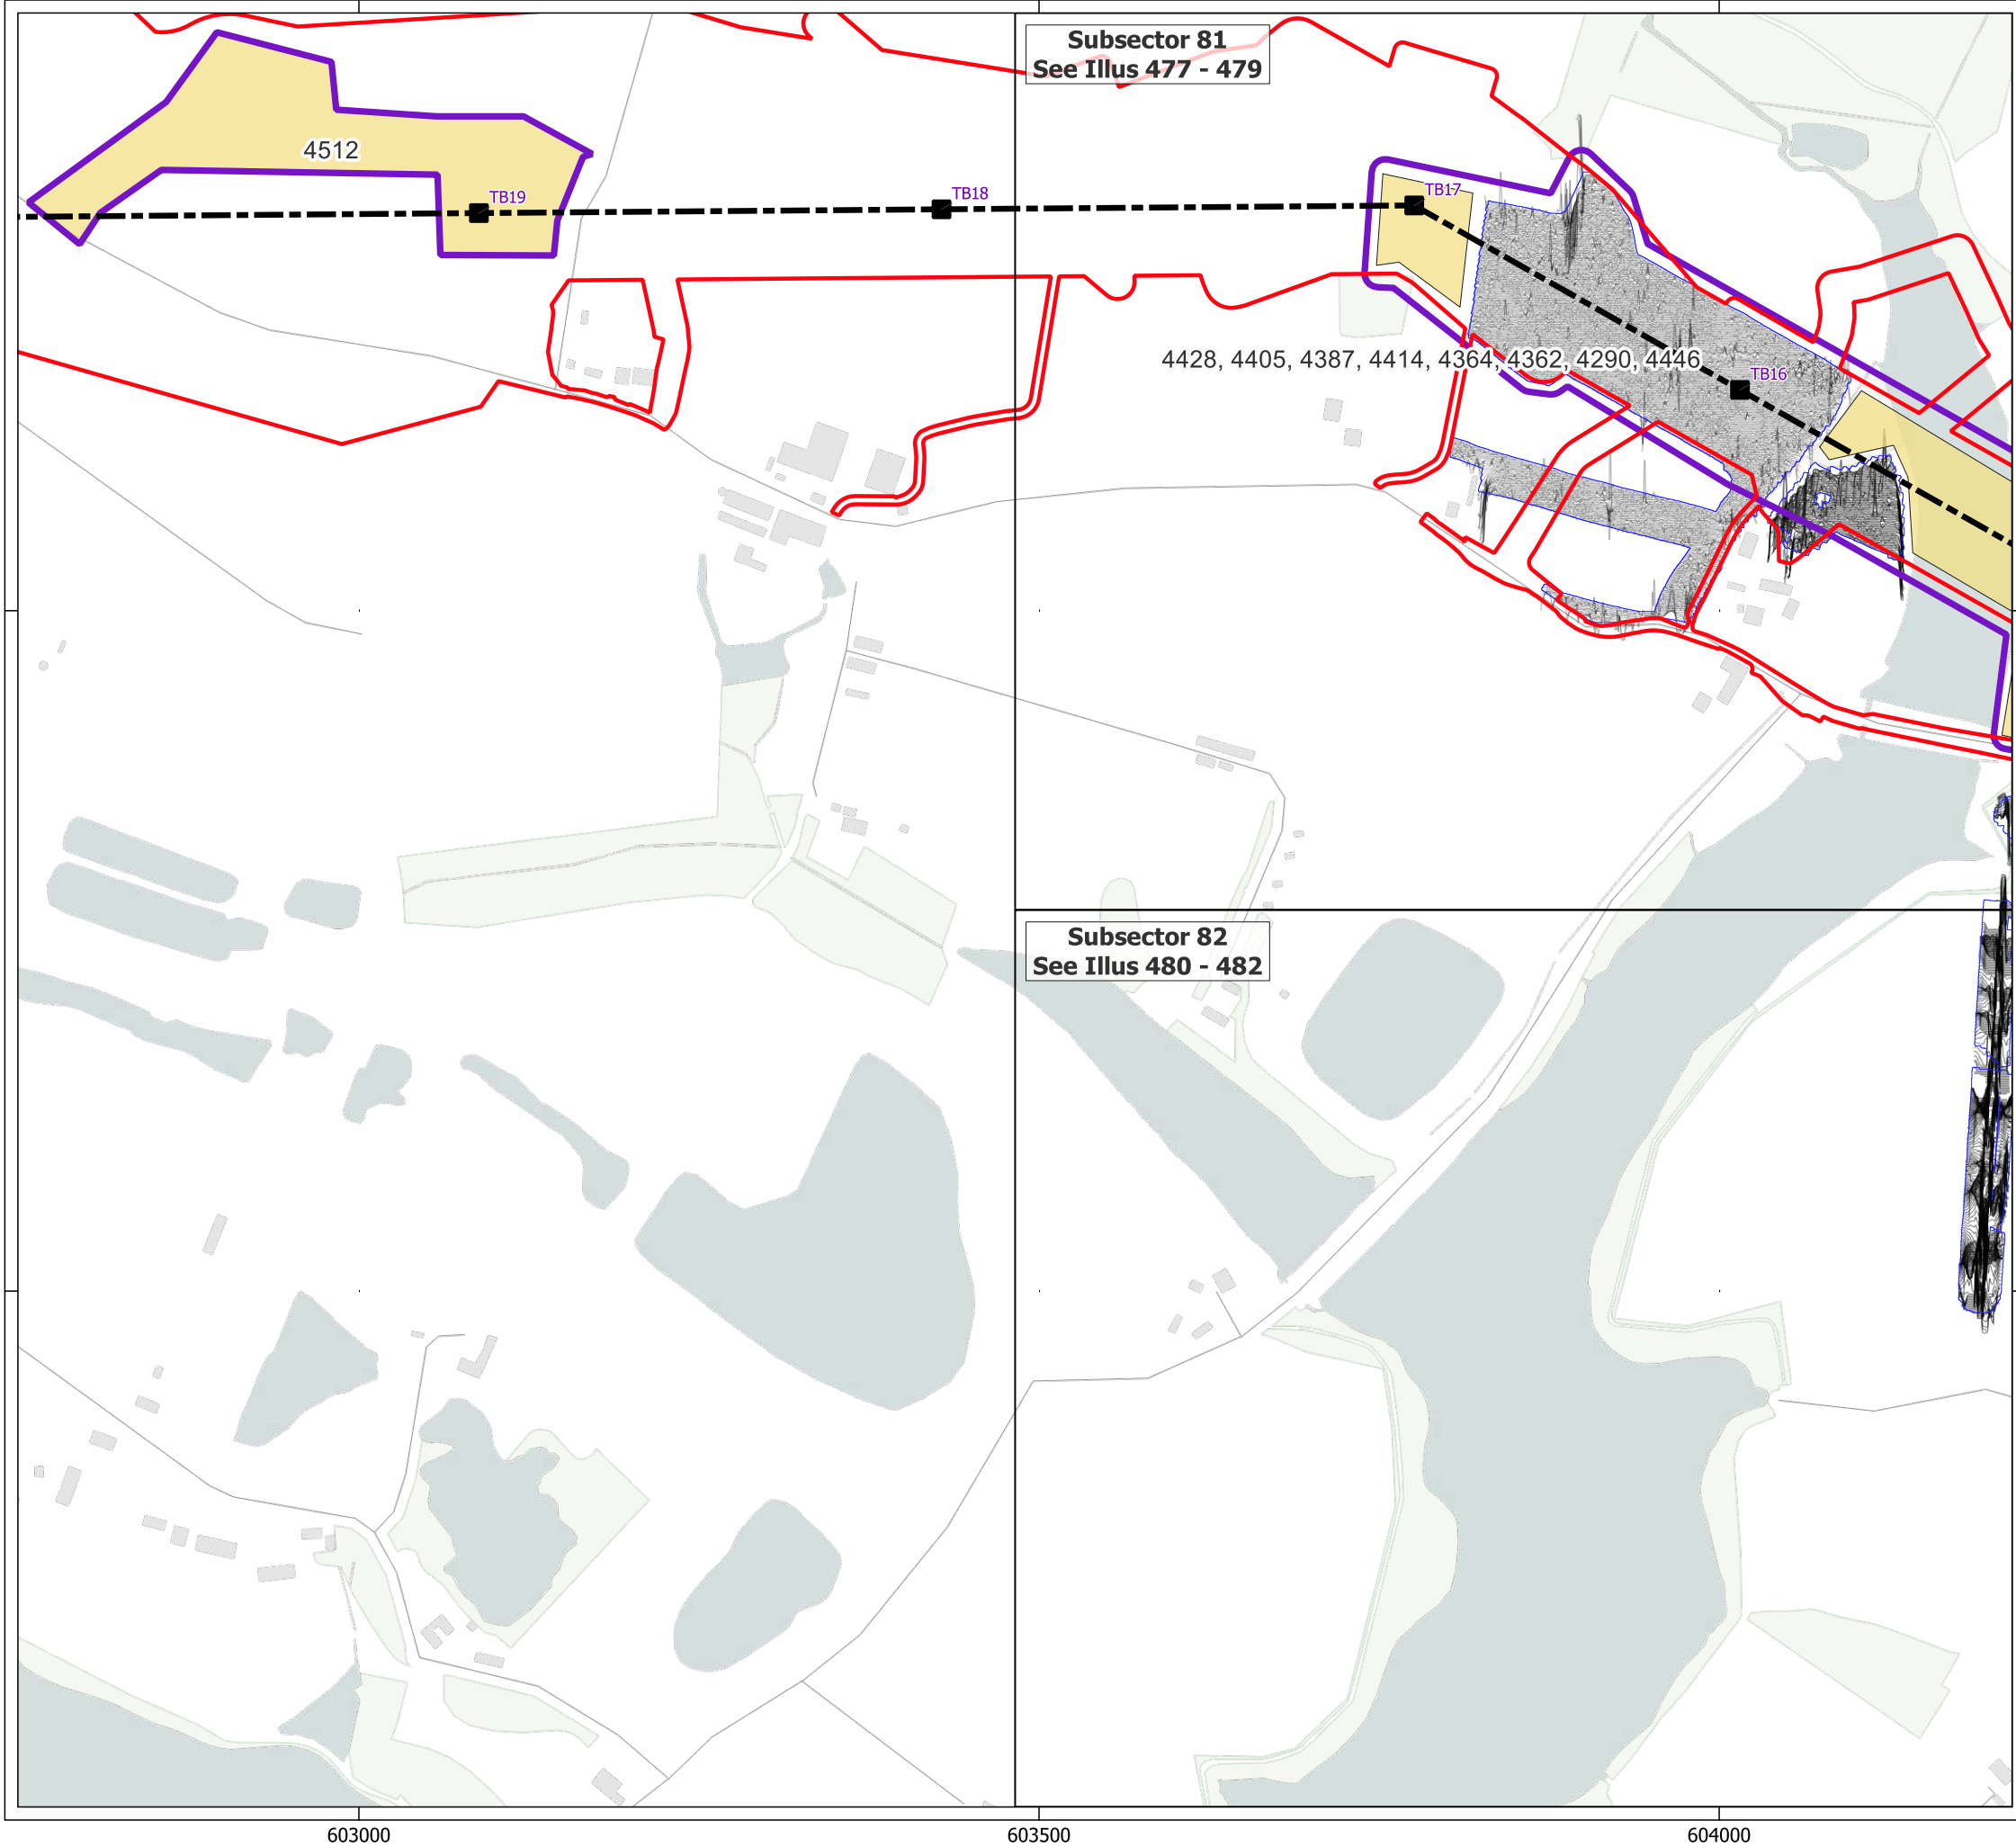 Subsector 81
See Illus 477 - 479
4512
TB19
TB18
TB17
4428, 4405, 4387, 4414, 4364, 4362, 4290, 4446
TB16
Subsector 82
See Illus 480 - 482
603000
603500
604000